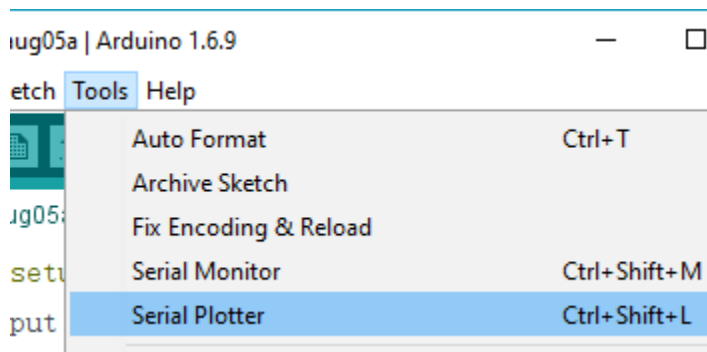 aug05a | Arduino 1.6.9
etch Tools Help
Auto Format Ctrl+T
Archive Sketch
ug05a
Fix Encoding & Reload
setu
Serial Monitor Ctrl+Shift+M
put
Serial Plotter Ctrl+Shift+L